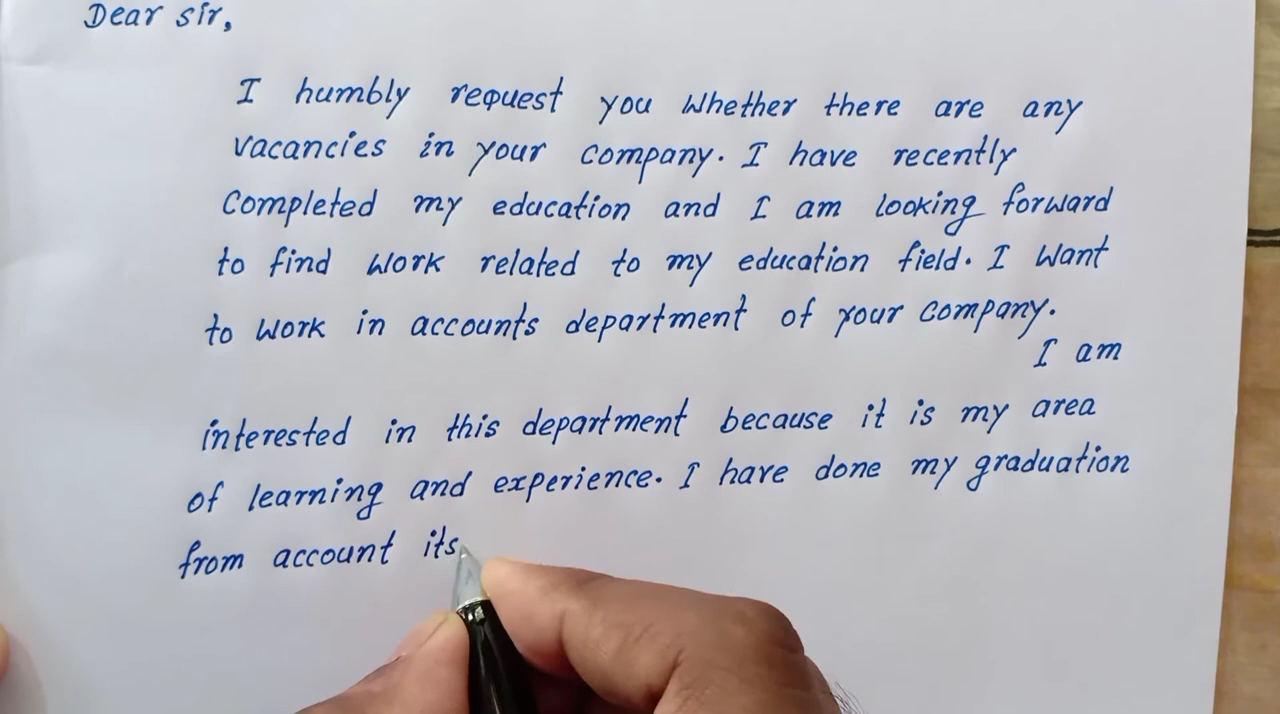 Dear sir,
I humbly request you whether there are any
vacancies in your company. I have recently
completed my education and I am looking forward
to find work related to my education field. I want
to work in accounts department of your company.
I am
interested in this department because it is my area
of learning and experience. I have done my graduation
from account its